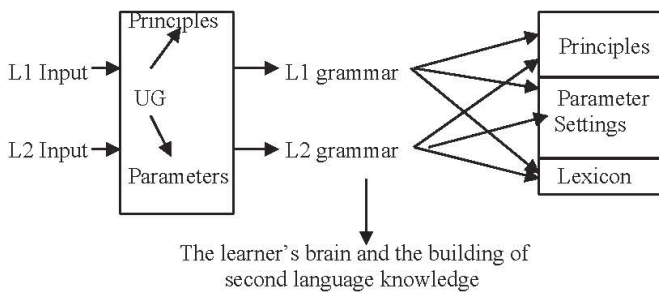 Principles
Principles
L1 Input
L1 grammar
UG
Parameter
Settings
L2 Input
L2 grammar
Parameters
Lexicon
The learner's brain and the building of
second language knowledge